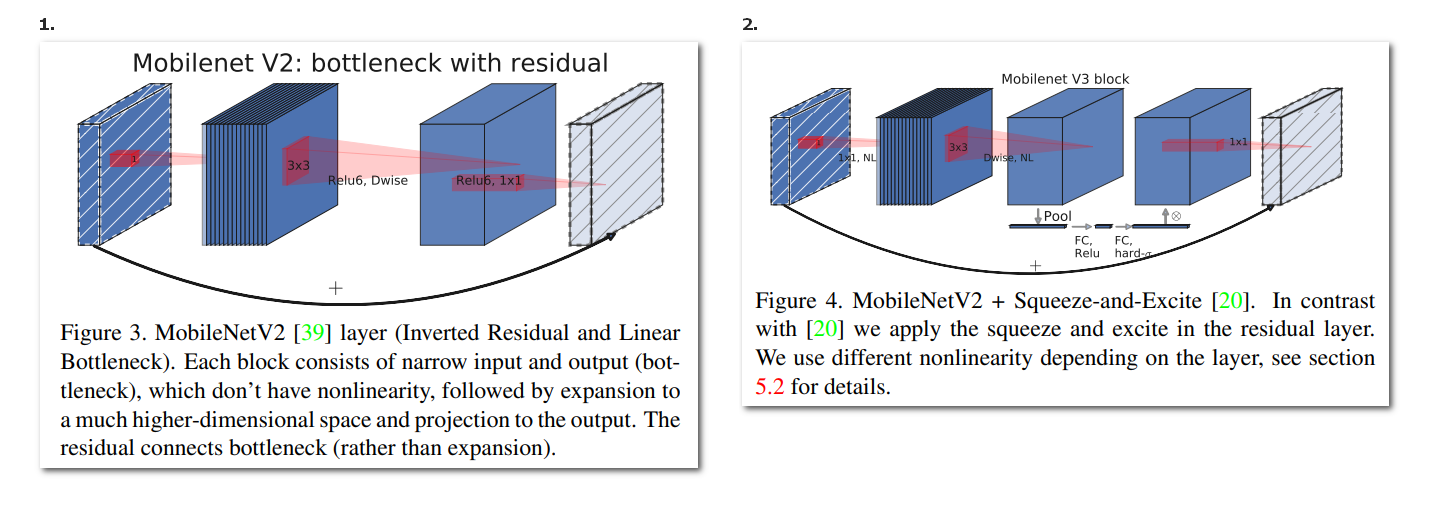 1.
Mobilenet V2: bottleneck with residual
1
3x3
Relu6, Dwise
Relu6, 1x1
+
Figure 3. MobileNetV2 [39] layer (Inverted Residual and Linear
Bottleneck). Each block consists of narrow input and output (bot-
tleneck), which don’t have nonlinearity, followed by expansion to
a much higher-dimensional space and projection to the output. The
residual connects bottleneck (rather than expansion).
2.
Mobilenet V3 block
1
1x1, NL
3x3
Dwise, NL
1x1
Pool
⊗
FC,
Relu
FC,
hard-σ
+
Figure 4. MobileNetV2 + Squeeze-and-Excite [20]. In contrast
with [20] we apply the squeeze and excite in the residual layer.
We use different nonlinearity depending on the layer, see section
5.2 for details.